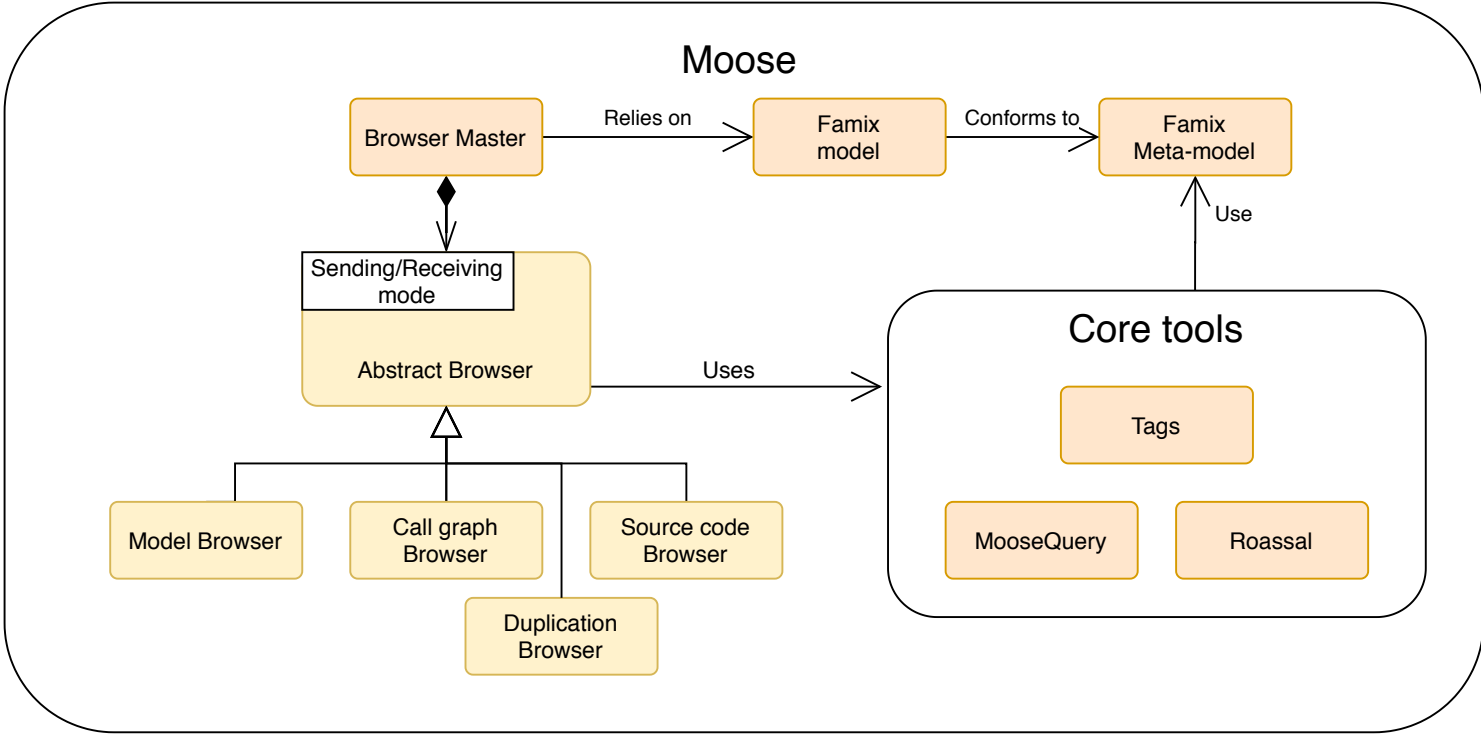 Moose
Browser Master
Relies on
Famix
model
Conforms to
Famix
Meta-model
Use
Sending/Receiving
mode
Abstract Browser
Uses
Core tools
Tags
MooseQuery
Roassal
Model Browser
Call graph
Browser
Source code
Browser
Duplication
Browser